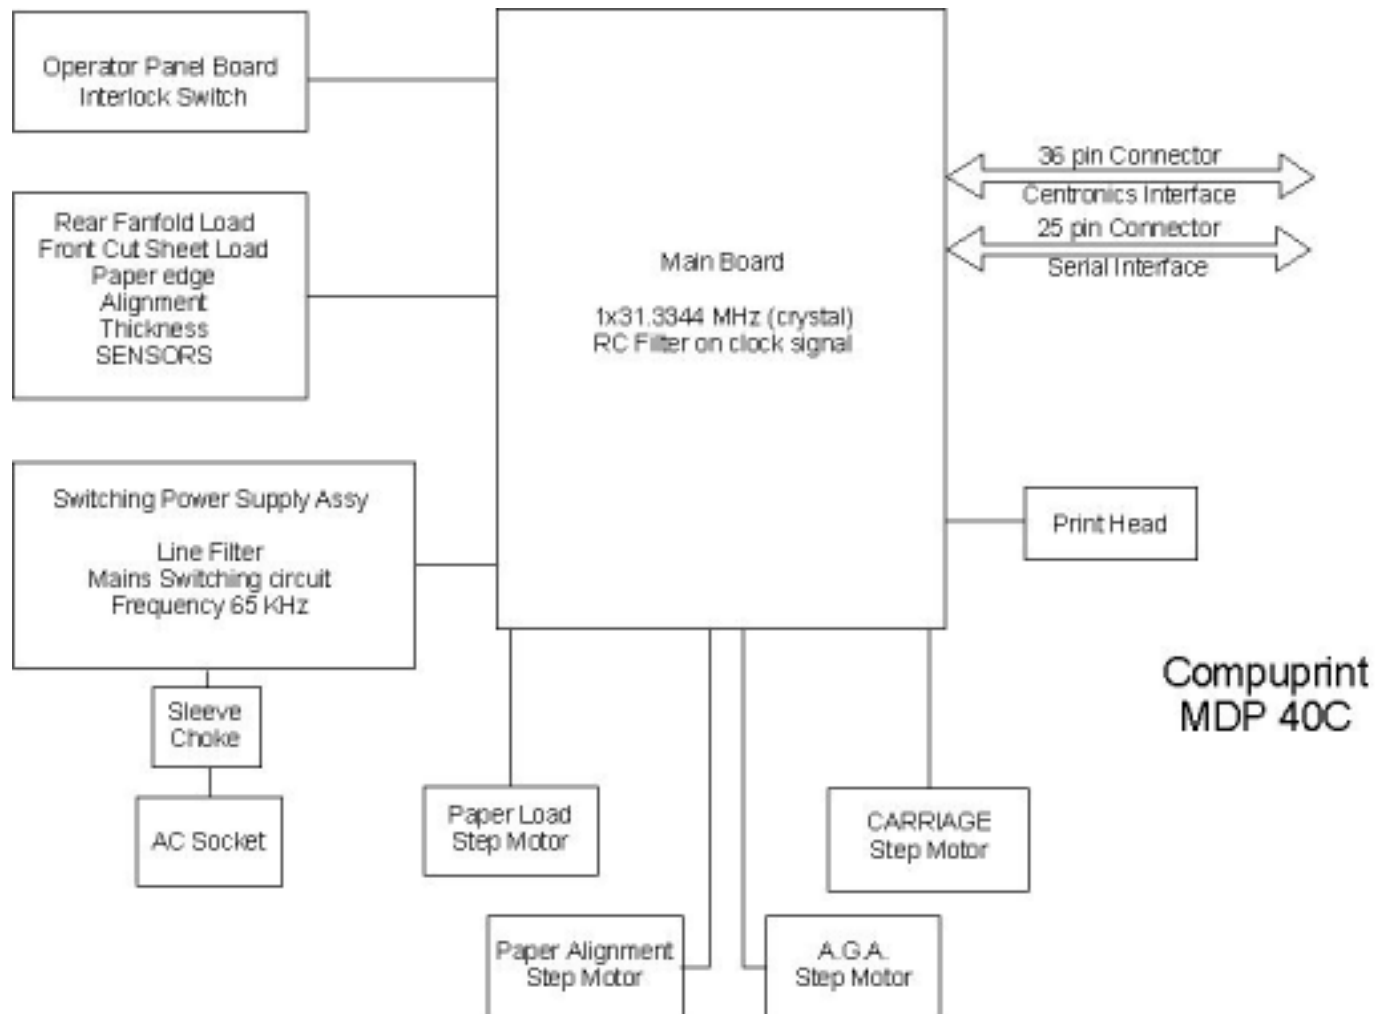 Operator Panel Board
Interlock Switch
Rear Fanfold Load
Front Cut Sheet Load
Paper edge
Alignment
Thickness
SENSORS
Switching Power Supply Assy
Line Filter
Mains Switching circuit
Frequency 65 KHz
Sleeve
Choke
AC Socket
Main Board
1x31.3344 MHz (crystal)
RC Filter on clock signal
36 pin Connector
Centronics Interface
25 pin Connector
Serial Interface
Print Head
Compuprint
MDP 40C
Paper Load
Step Motor
CARRIAGE
Step Motor
Paper Alignment
Step Motor
A.G.A.
Step Motor